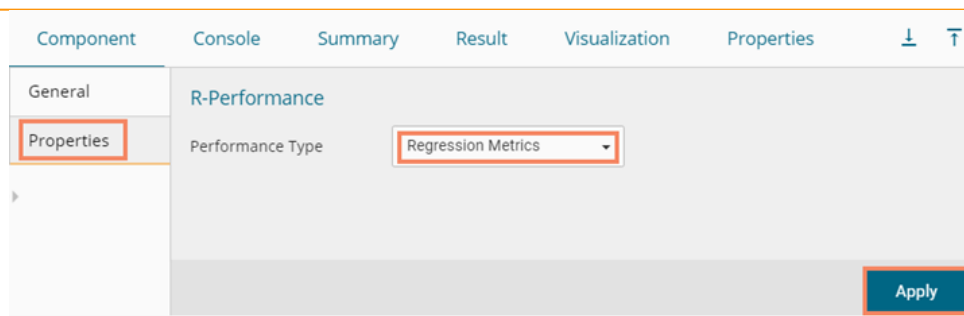 Component Console Summary Result Visualization Properties
General
Properties
R-Performance
Performance Type Regression Metrics
Apply